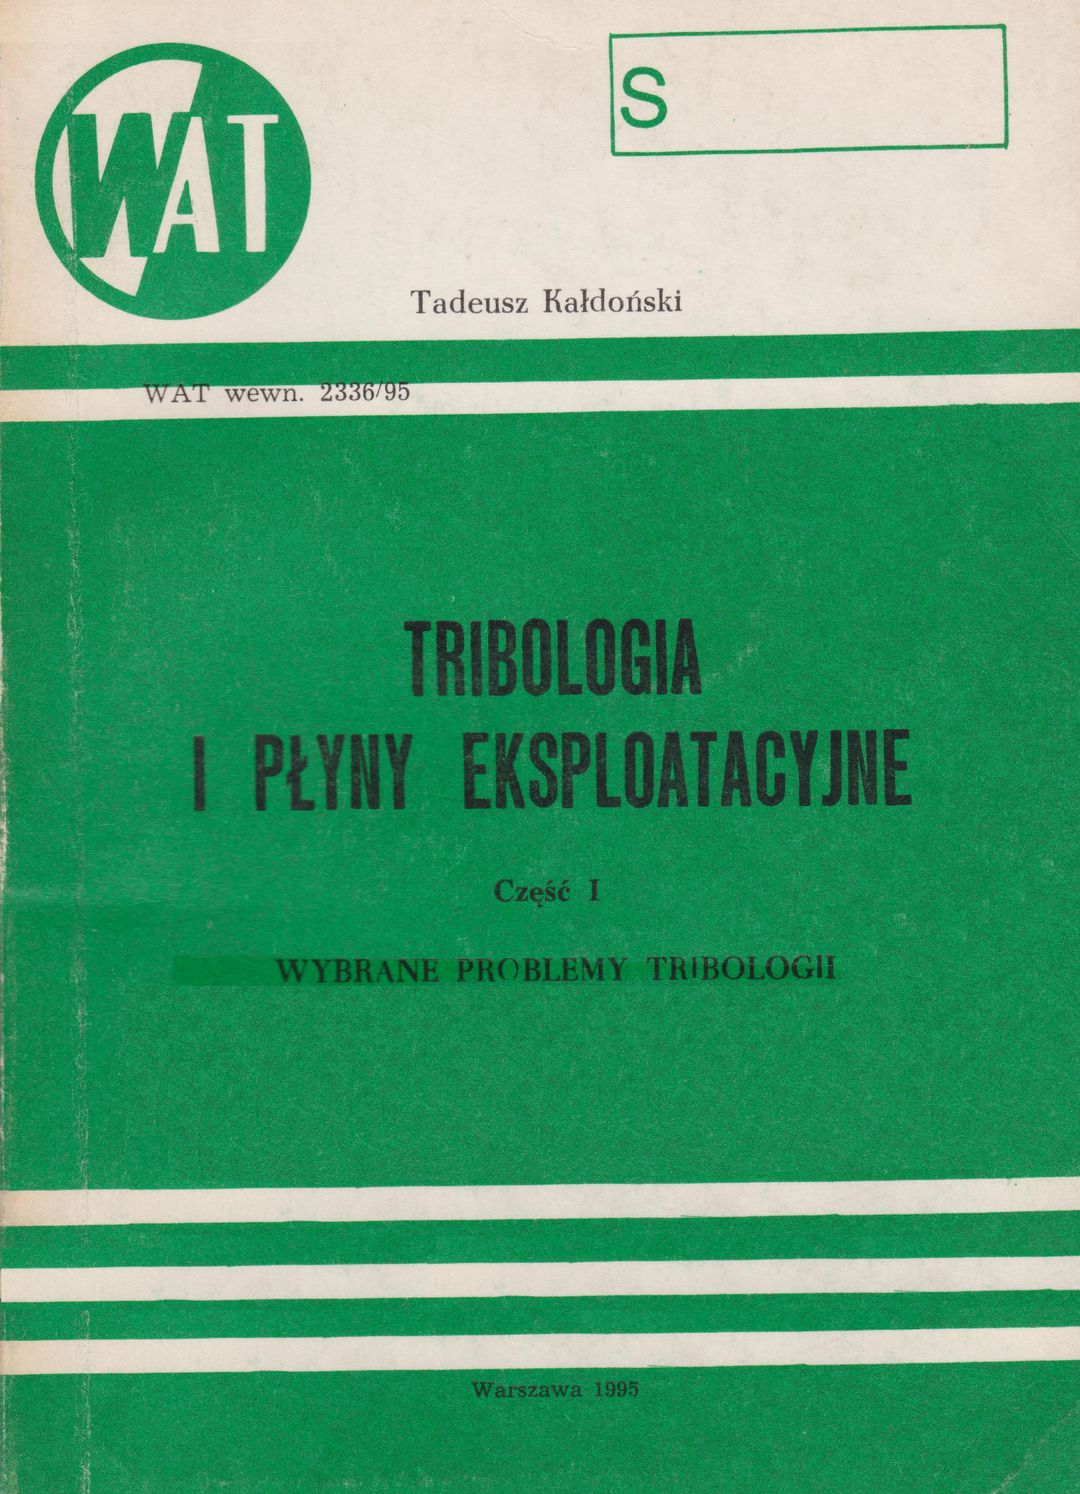 WAT
S
Tadeusz Kałdoński
WAT wewn. 2336/95
TRIBOLOGIA
I PŁYNY EKSPLOATACYJNE
Część I
WYBRANE PROBLEMY TRIBOLOGII
Warszawa 1995